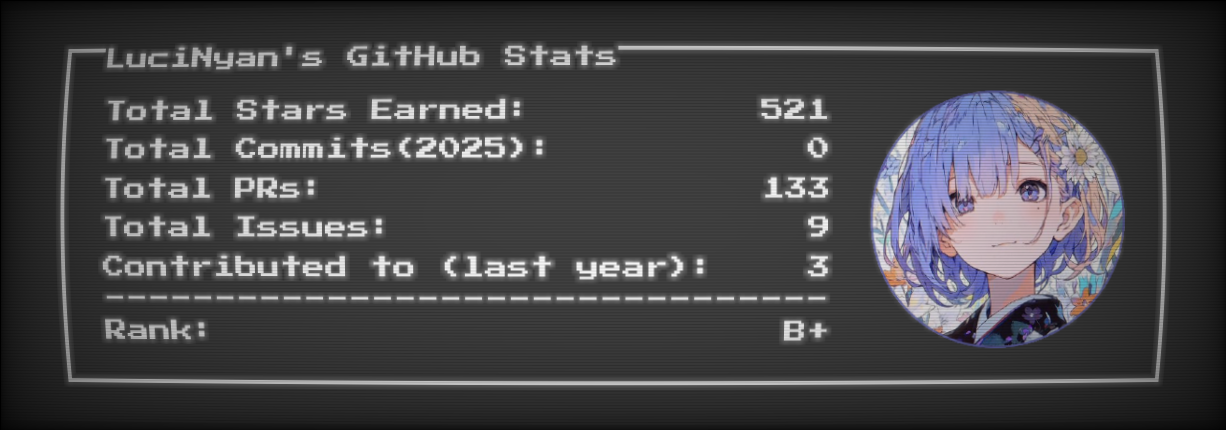 LuciNyan's GitHub Stats
Total Stars Earned: 521
Total Commits(2025): 0
Total PRs: 133
Total Issues: 9
Contributed to (last year): 3
--------------------------------
Rank: B+